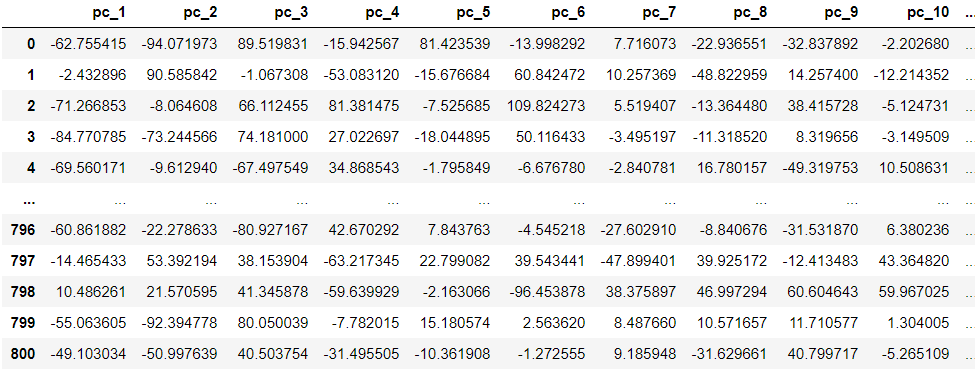 pc_1 pc_2 pc_3 pc_4 pc_5 pc_6 pc_7 pc_8 pc_9 pc_10 ...
0 -62.755415 -94.071973 89.519831 -15.942567 81.423539 -13.998292 7.716073 -22.936551 -32.837892 -2.202680 ...
1 -2.432896 90.585842 -1.067308 -53.083120 -15.676684 60.842472 10.257369 -48.822959 14.257400 -12.214352 ...
2 -71.266853 -8.064608 66.112455 81.381475 -7.525685 109.824273 5.519407 -13.364480 38.415728 -5.124731 ...
3 -84.770785 -73.244566 74.181000 27.022697 -18.044895 50.116433 -3.495197 -11.318520 8.319656 -3.149509 ...
4 -69.560171 -9.612940 -67.497549 34.868543 -1.795849 -6.676780 -2.840781 16.780157 -49.319753 10.508631 ...
... ... ... ... ... ... ... ... ... ... ... ...
796 -60.861882 -22.278633 -80.927167 42.670292 7.843763 -4.545218 -27.602910 -8.840676 -31.531870 6.380236 ...
797 -14.465433 53.392194 38.153904 -63.217345 22.799082 39.543441 -47.899401 39.925172 -12.413483 43.364820 ...
798 10.486261 21.570595 41.345878 -59.639929 -2.163066 -96.453878 38.375897 46.997294 60.604643 59.967025 ...
799 -55.063605 -92.394778 80.050039 -7.782015 15.180574 2.563620 8.487660 10.571657 11.710577 1.304005 ...
800 -49.103034 -50.997639 40.503754 -31.495505 -10.361908 -1.272555 9.185948 -31.629661 40.799717 -5.265109 ...